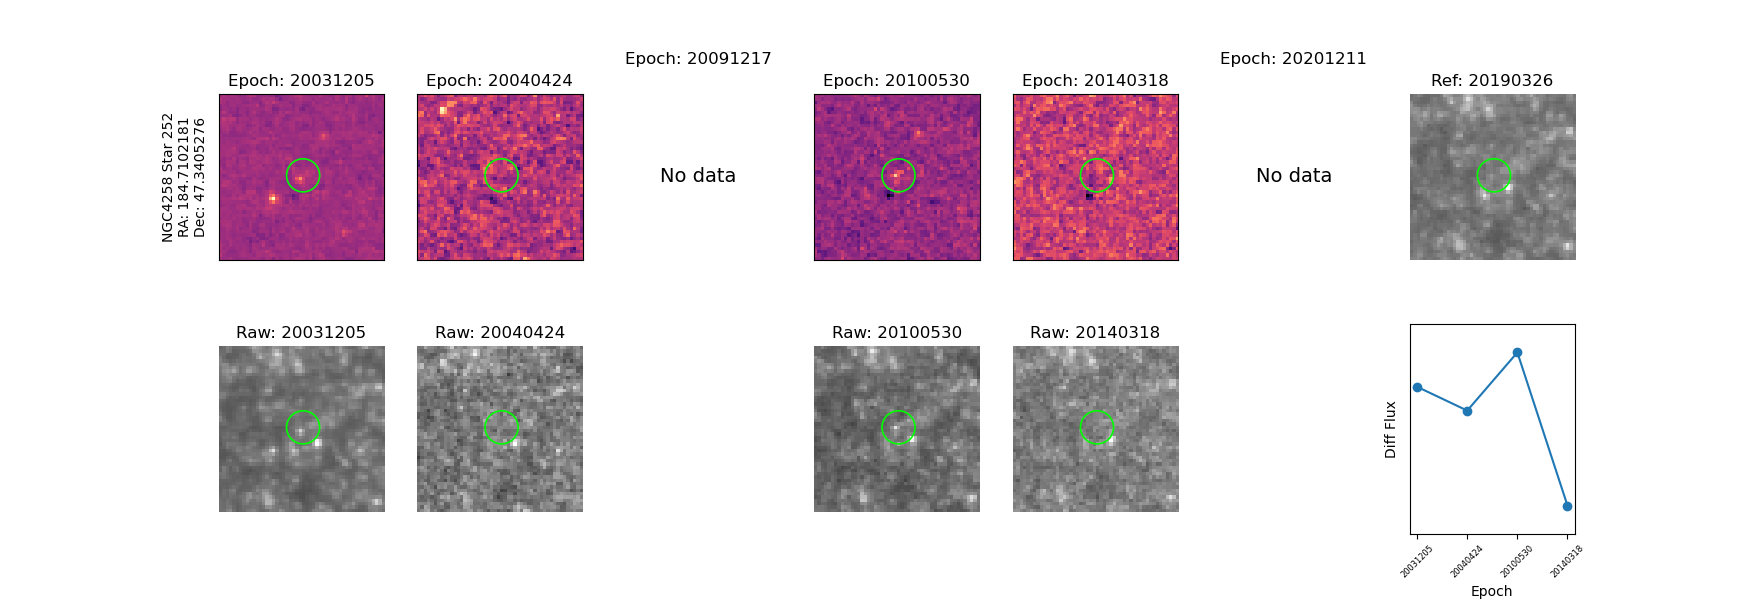 Epoch: 20091217
Epoch: 20201211
Epoch: 20031205
Epoch: 20040424
Epoch: 20100530
Epoch: 20140318
Ref: 20190326
NGC4258 Star 252
RA: 184.7102181
Dec: 47.3405276
No data
No data
Raw: 20031205
Raw: 20040424
Raw: 20100530
Raw: 20140318
Diff Flux
20031205
20040424
20100530
20140318
Epoch